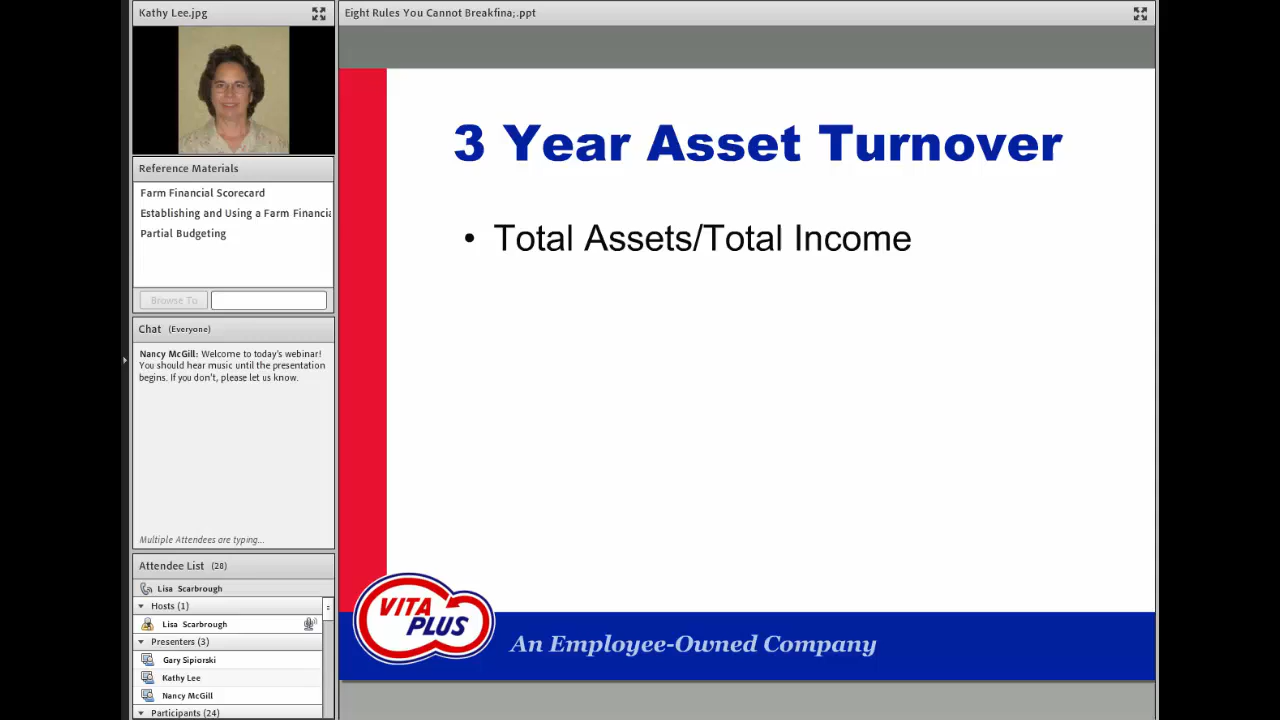 Kathy Lee.jpg
Reference Materials
Farm Financial Scorecard
Establishing and Using a Farm Financia
Partial Budgeting
Browse To
Chat (Everyone)
Nancy McGill: Welcome to today's webinar!
You should hear music until the presentation
begins. If you don't, please let us know.
Multiple Attendees are typing...
Attendee List (28)
Lisa Scarbrough
Hosts (1)
Lisa Scarbrough
Presenters (3)
Gary Sipiorski
Kathy Lee
Nancy McGill
Participants (24)
Eight Rules You Cannot Breakfina;.ppt
3 Year Asset Turnover
• Total Assets/Total Income
VITA
PLUS
An Employee-Owned Company